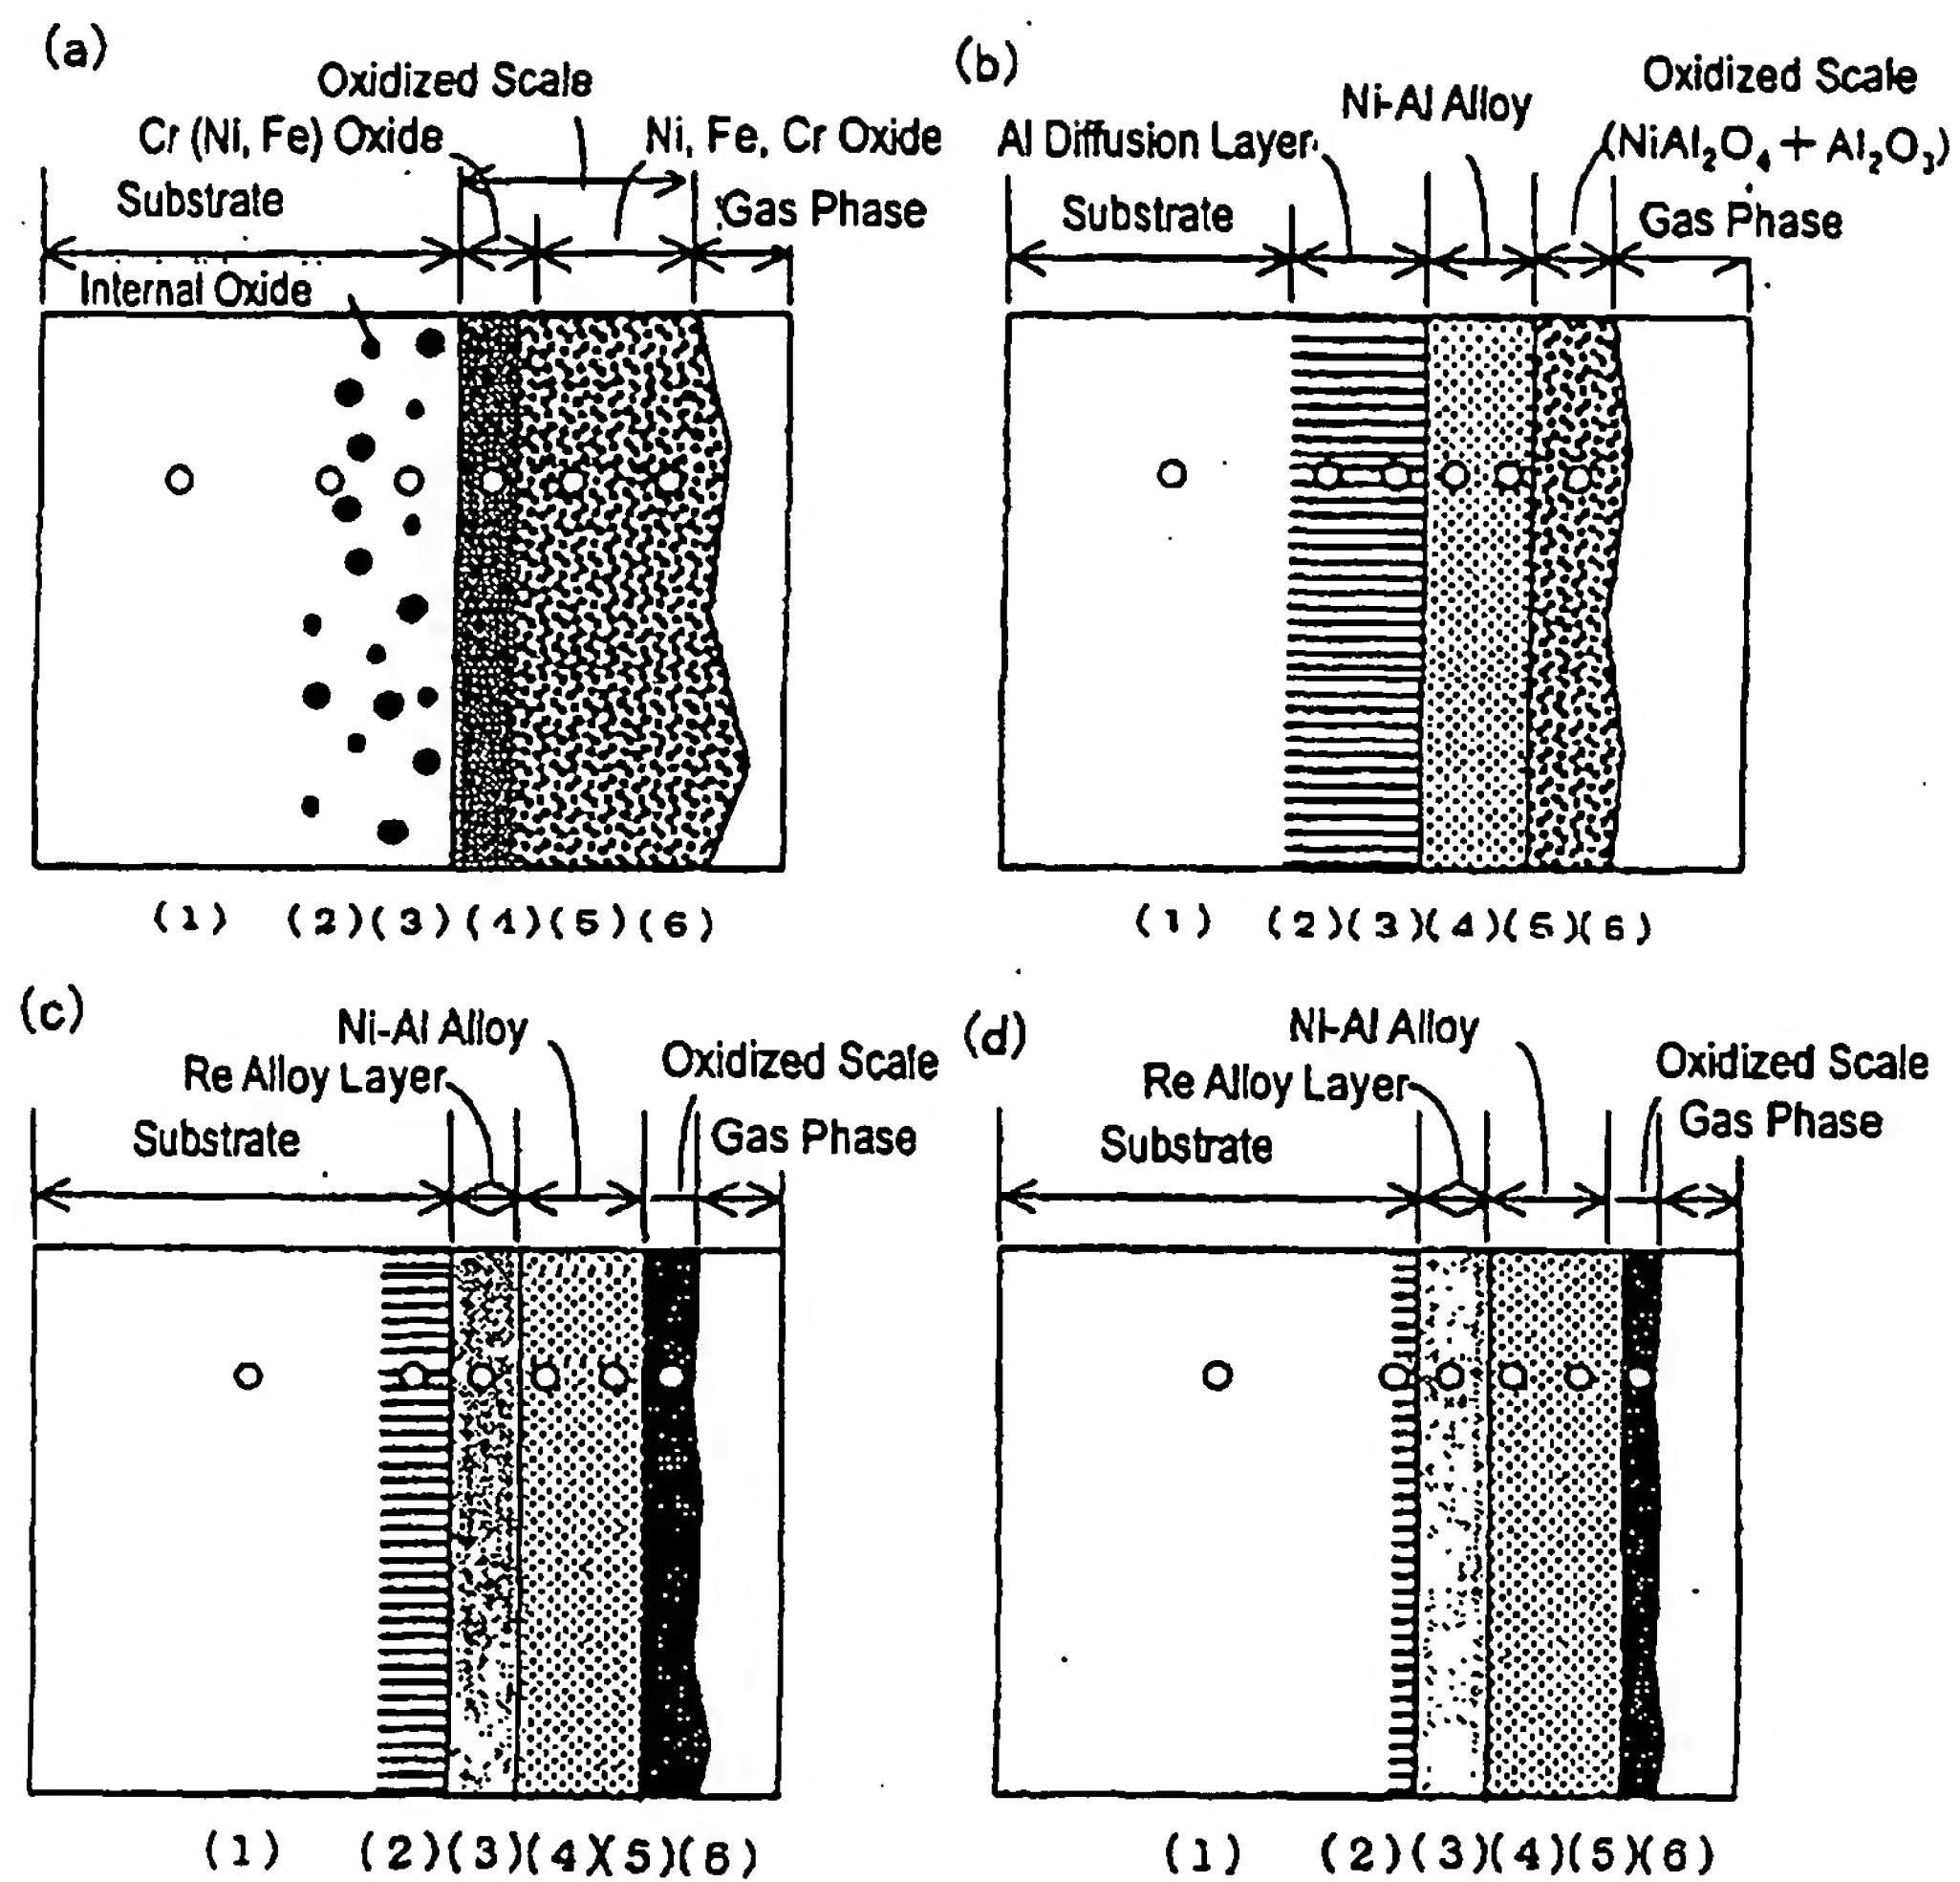 (a)
Oxidized Scale
Cr (Ni, Fe) Oxide
Ni, Fe, Cr Oxide
Substrate
Gas Phase
Internal Oxide
(1) (2)(3)(4)(5)(6)
(b)
Oxidized Scale
Ni-Al Alloy
Al Diffusion Layer
(NiAl₂O₄ + Al₂O₃)
Substrate
Gas Phase
(1) (2)(3)(4)(5)(6)
(c)
Ni-Al Alloy
Oxidized Scale
Re Alloy Layer
Substrate
Gas Phase
(1) (2)(3)(4)(5)(6)
(d)
Ni-Al Alloy
Oxidized Scale
Re Alloy Layer
Gas Phase
Substrate
(1) (2)(3)(4)(5)(6)